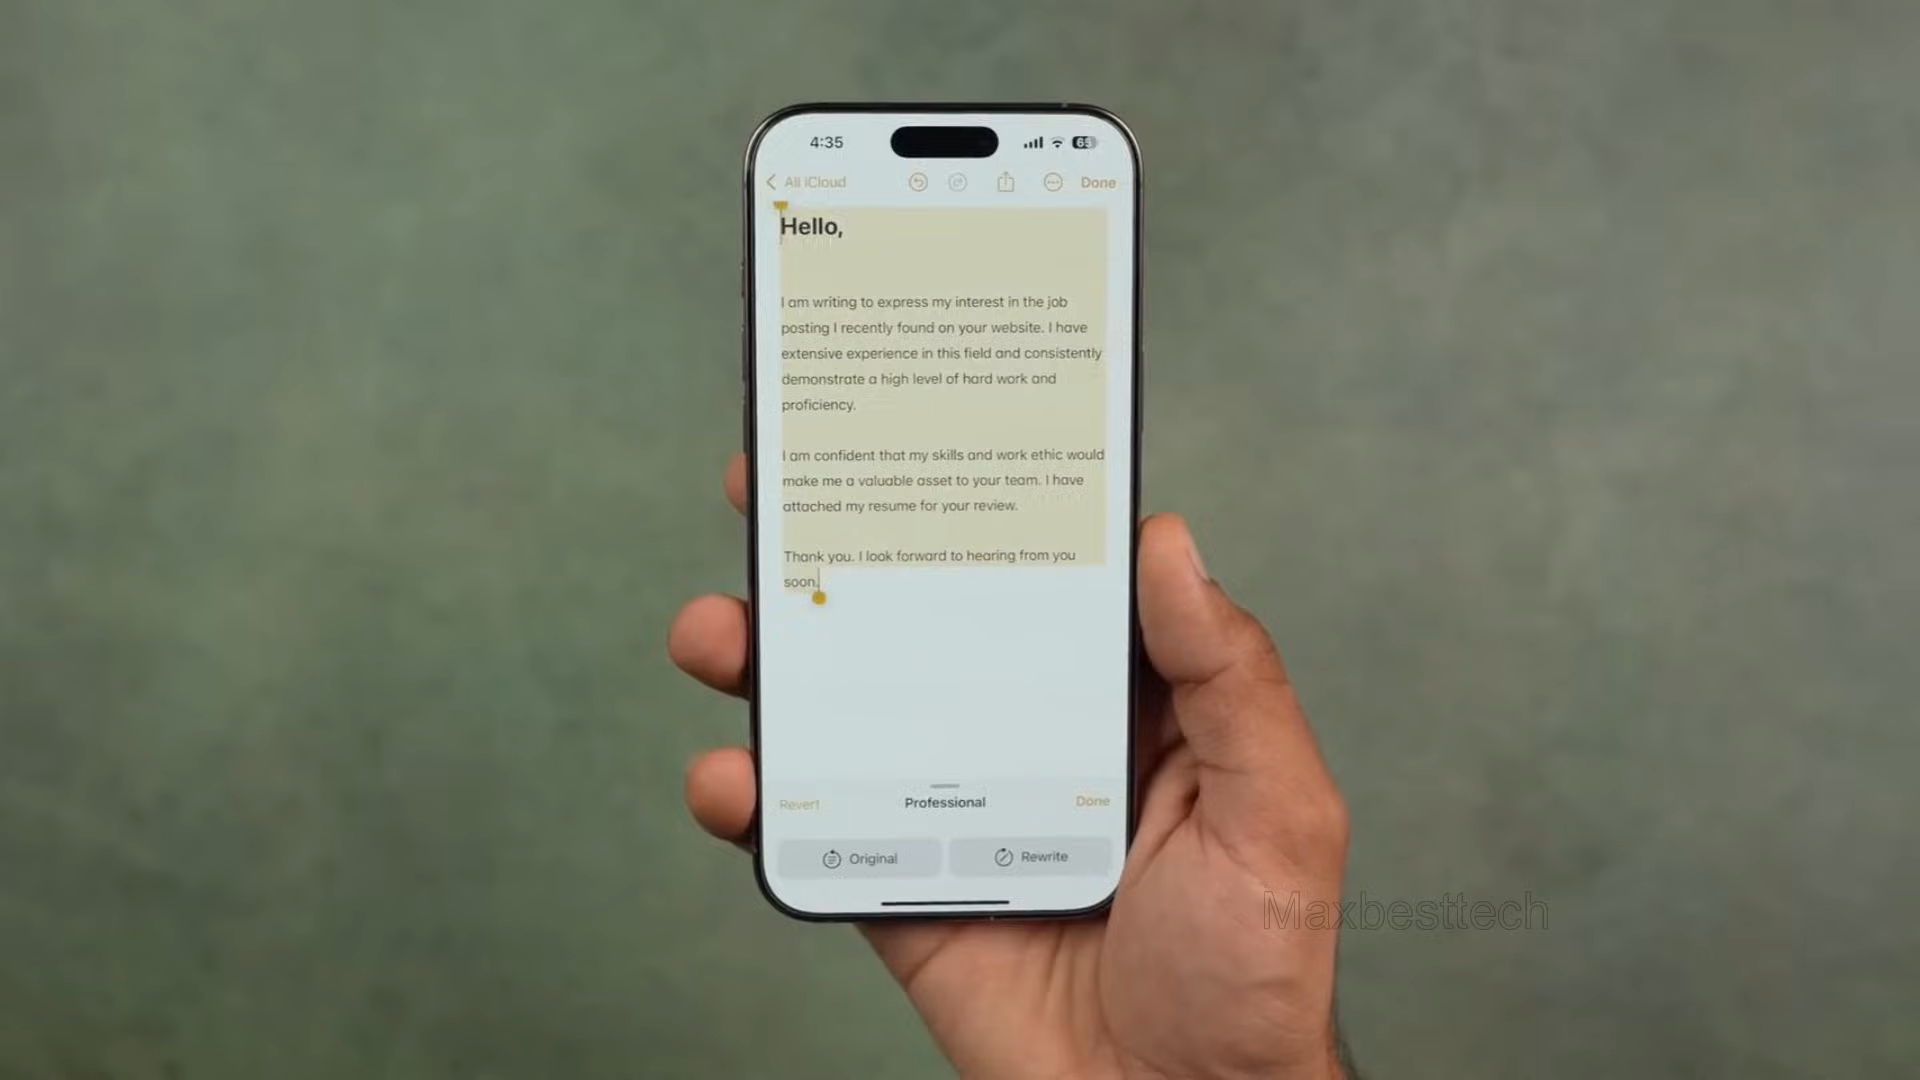 4:35
65
All iCloud
Done
Hello,
I am writing to express my interest in the job
posting I recently found on your website. I have
extensive experience in this field and consistently
demonstrate a high level of hard work and
proficiency.
I am confident that my skills and work ethic would
make me a valuable asset to your team. I have
attached my resume for your review.
Thank you. I look forward to hearing from you
soon.
Revert
Professional
Done
Original
Rewrite
Maxbesttech